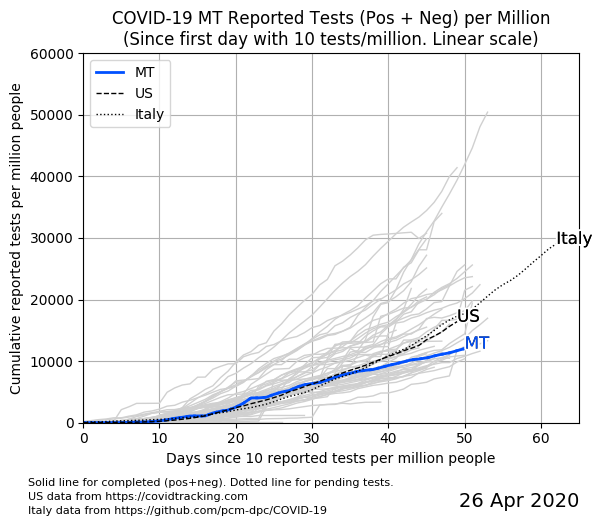 COVID-19 MT Reported Tests (Pos + Neg) per Million
(Since first day with 10 tests/million. Linear scale)
Cumulative reported tests per million people
60000
50000
40000
30000
20000
10000
0
MT
US
Italy
Italy
US
MT
0 10 20 30 40 50 60
Days since 10 reported tests per million people
Solid line for completed (pos+neg). Dotted line for pending tests.
US data from https://covidtracking.com
Italy data from https://github.com/pcm-dpc/COVID-19
26 Apr 2020